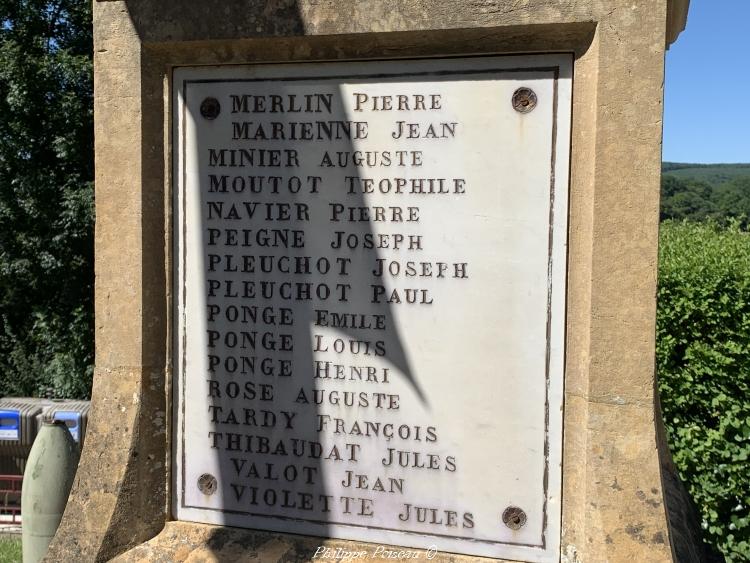 MERLIN PIERRE
MARIENNE JEAN
MINIER AUGUSTE
MOUTOT TEOPHILE
NAVIER PIERRE
PEIGNE JOSEPH
PLEUCHOT JOSEPH
PLEUCHOT PAUL
PONGE EMILE
PONGE LOUIS
PONGE HENRI
ROSE AUGUSTE
TARDY FRANÇOIS
THIBAUDAT JULES
VALOT JEAN
VIOLETTE JULES
Philippe Poiseau ©